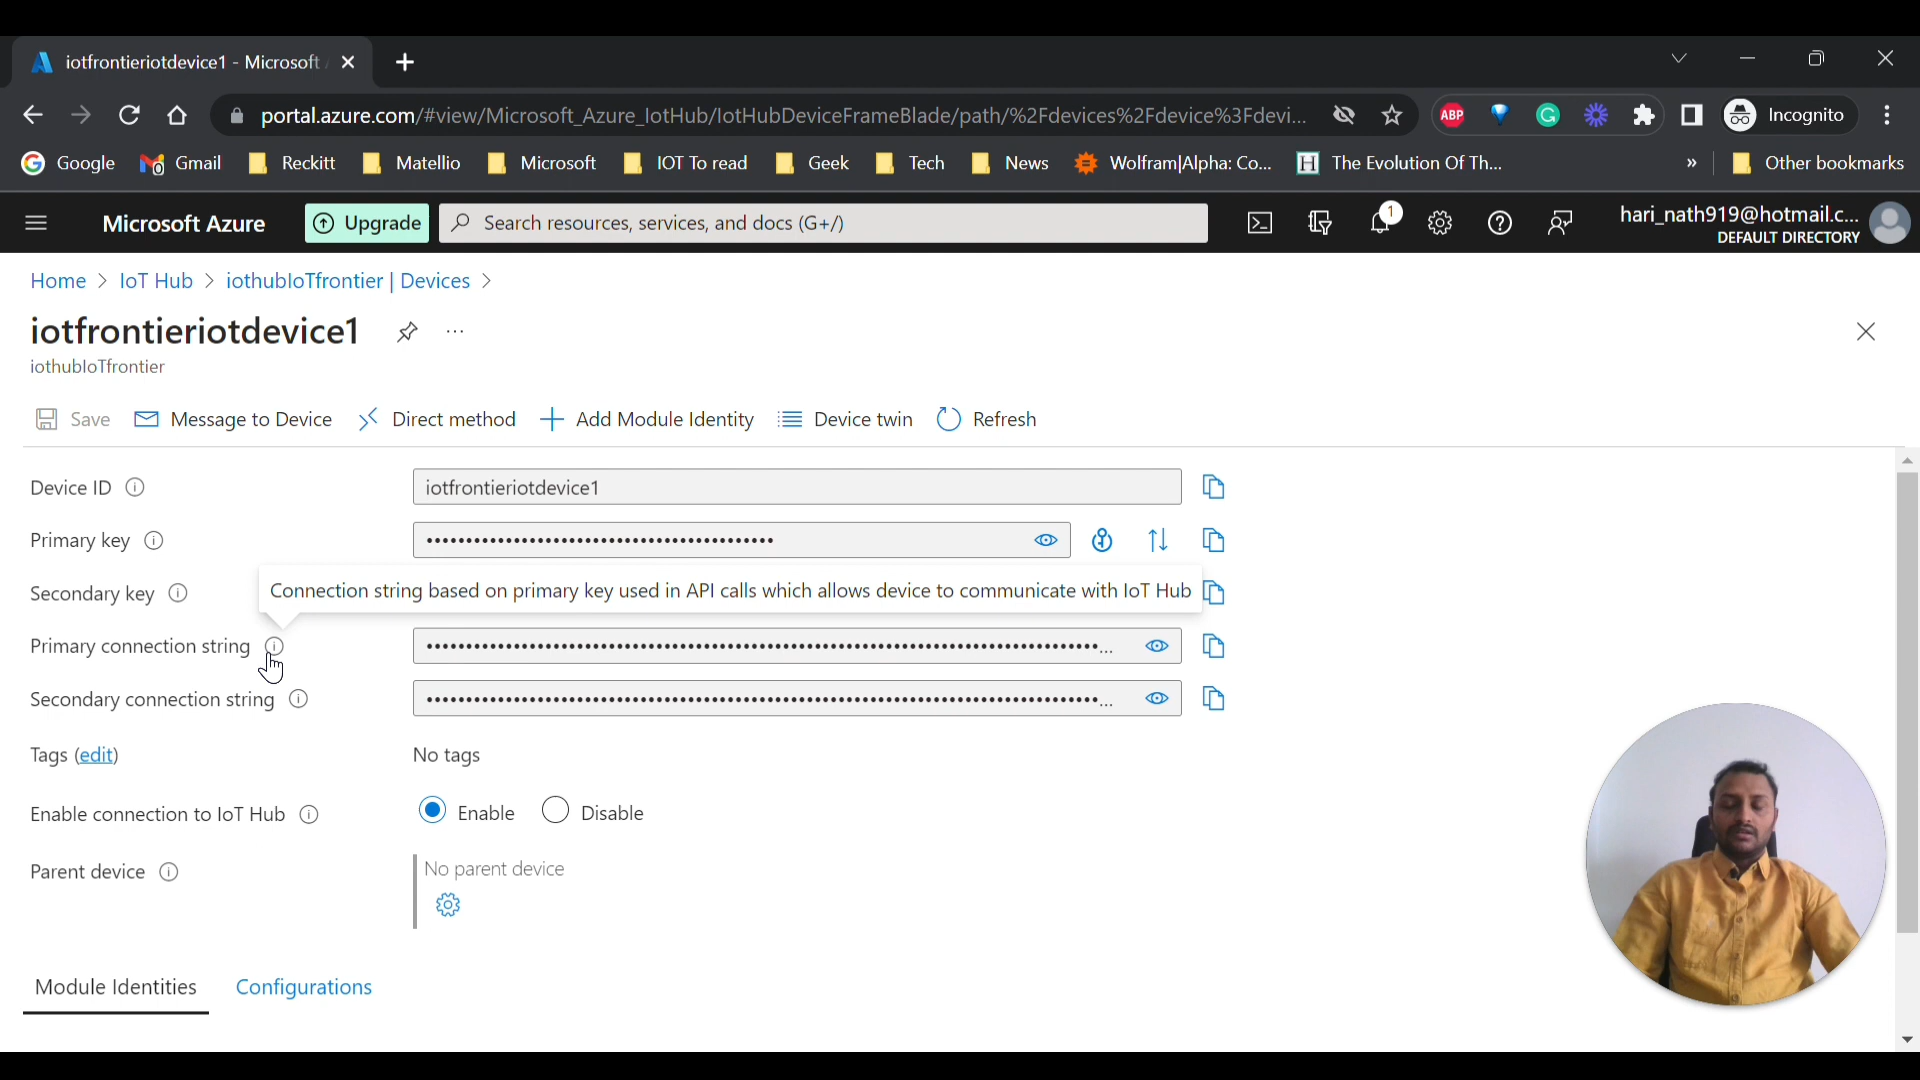 iotfrontieriotdevice1 - Microsoft
portal.azure.com/#view/Microsoft_Azure_IotHub/IotHubDeviceFrameBlade/path/%2Fdevices%2Fdevice%3Fdevi...
ABP
Incognito
Google
Gmail
Reckitt
Matellio
Microsoft
IOT To read
Geek
Tech
News
Wolfram|Alpha: Co...
H
The Evolution Of Th...
»
Other bookmarks
Microsoft Azure
Upgrade
Search resources, services, and docs (G+/)
1
hari_nath919@hotmail.c...
DEFAULT DIRECTORY
Home > IoT Hub > iothubIoTfrontier | Devices >
iotfrontieriotdevice1
...
iothubIoTfrontier
Save
Message to Device
Direct method
Add Module Identity
Device twin
Refresh
Device ID
iotfrontieriotdevice1
Primary key
Secondary key
Connection string based on primary key used in API calls which allows device to communicate with IoT Hub
Primary connection string
Secondary connection string
Tags (edit)
No tags
Enable connection to IoT Hub
Enable
Disable
Parent device
No parent device
Module Identities
Configurations